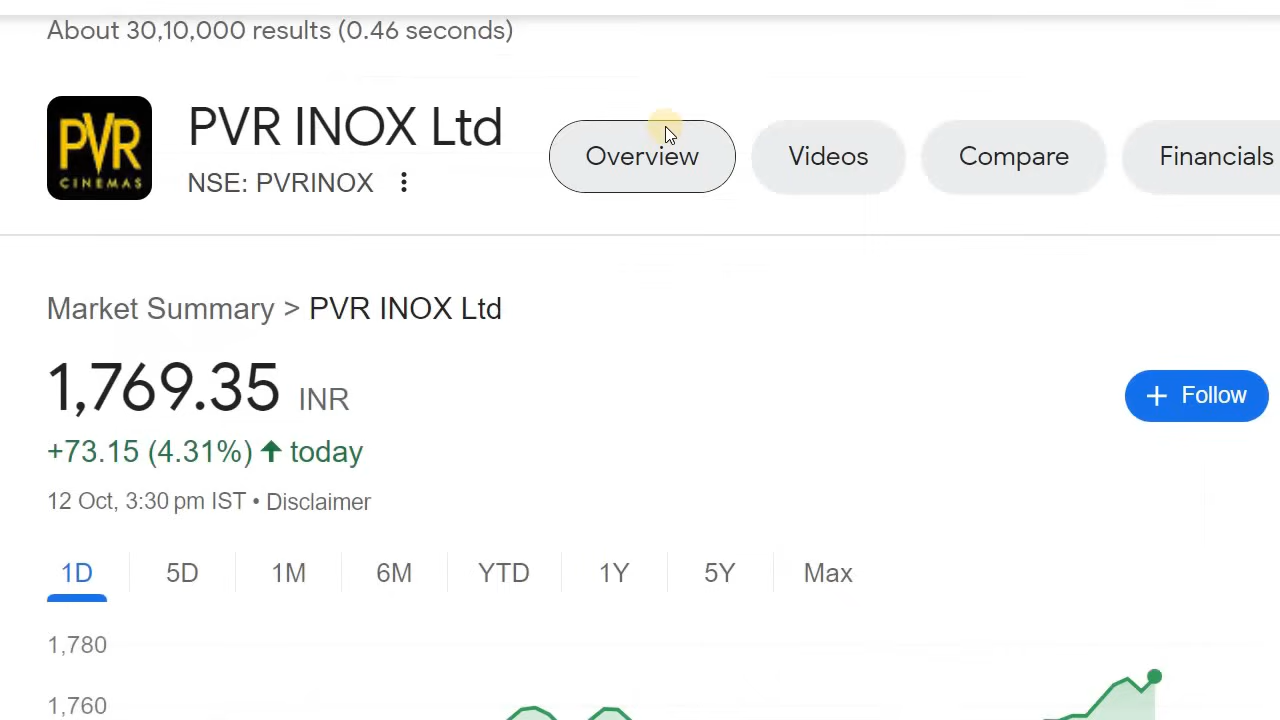 About 30,10,000 results (0.46 seconds)
PVR
CINEMAS
PVR INOX Ltd
NSE: PVRINOX
Overview
Videos
Compare
Financials
Market Summary > PVR INOX Ltd
1,769.35 INR
+ Follow
+73.15 (4.31%) ↑ today
12 Oct, 3:30 pm IST • Disclaimer
1D 5D 1M 6M YTD 1Y 5Y Max
1,780
1,760